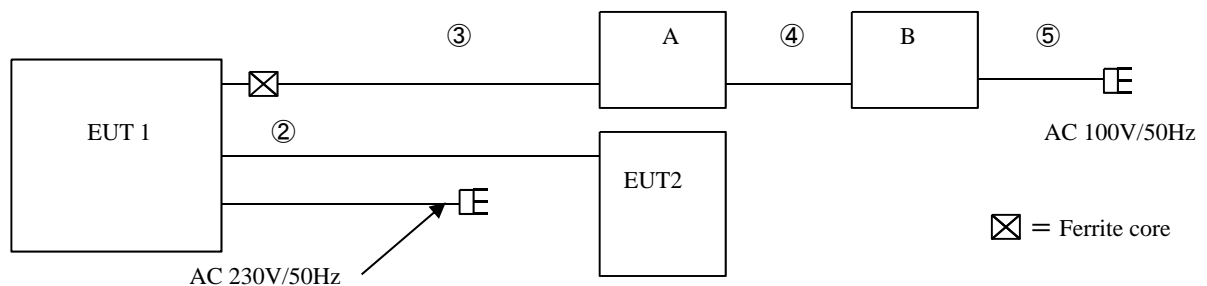 ③
A
④
B
⑤
EUT 1
②
AC 100V/50Hz
EUT2
= Ferrite core
AC 230V/50Hz